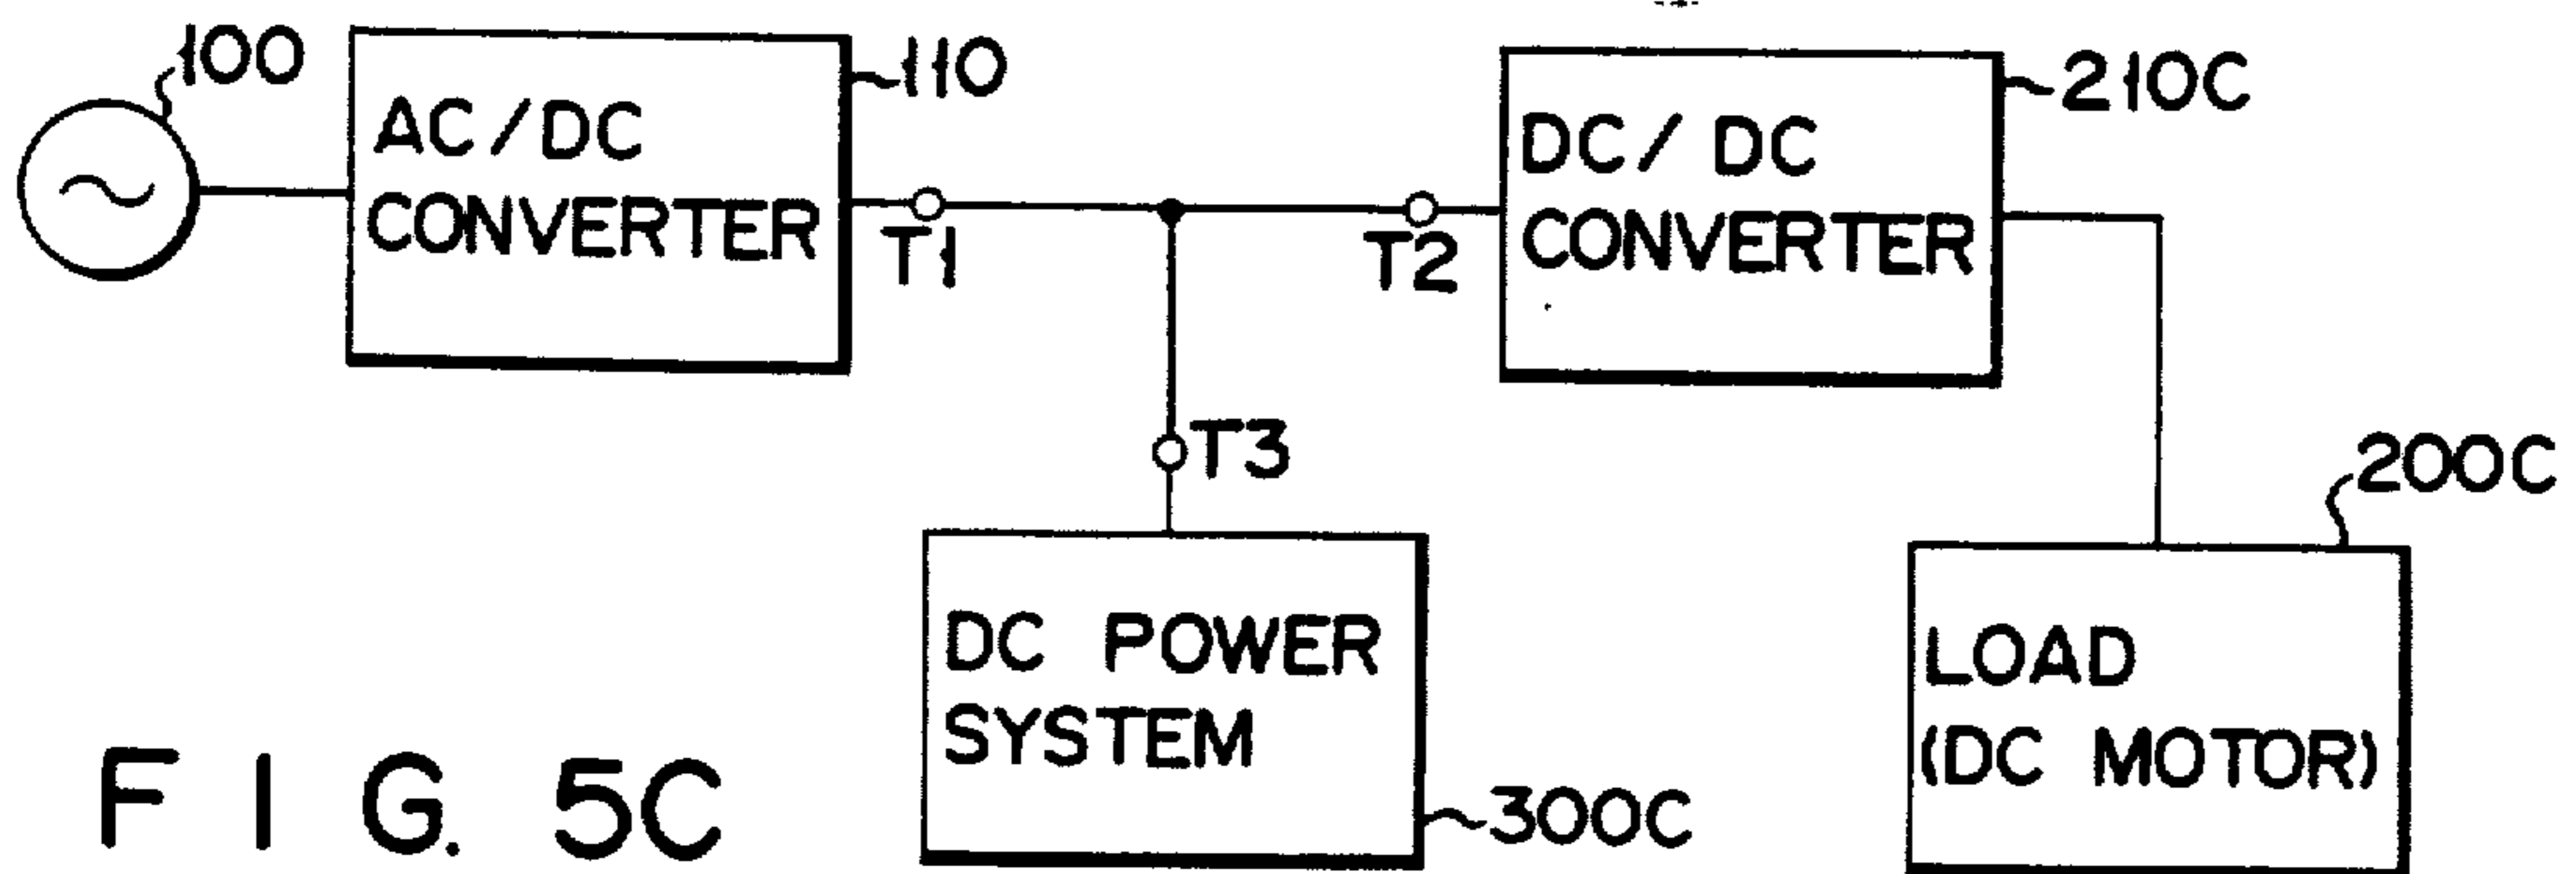 100
110
AC/DC
CONVERTER
T1
T2
210C
DC/DC
CONVERTER
T3
200C
DC POWER
SYSTEM
300C
LOAD
(DC MOTOR)
FIG. 5C